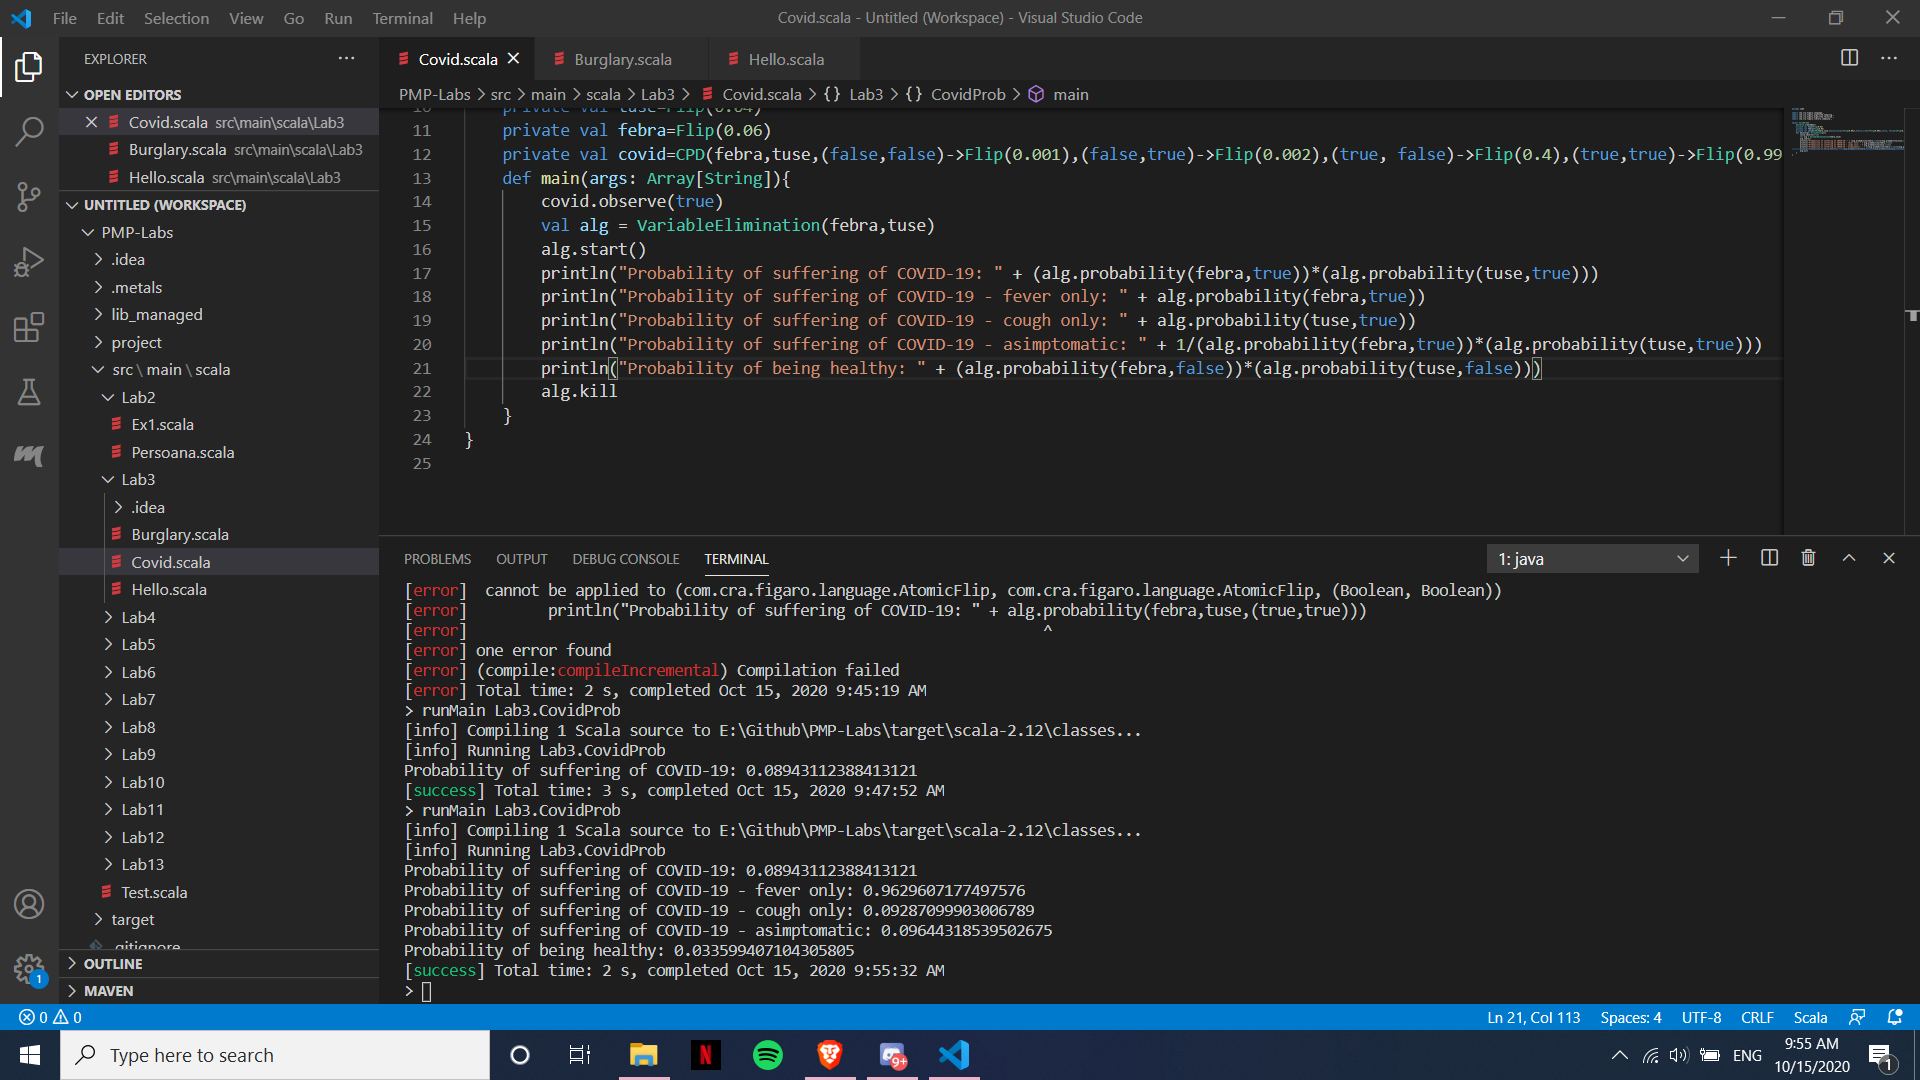 File Edit Selection View Go Run Terminal Help
Covid.scala - Untitled (Workspace) - Visual Studio Code
EXPLORER
OPEN EDITORS
Covid.scala src\main\scala\Lab3
Burglary.scala src\main\scala\Lab3
Hello.scala src\main\scala\Lab3
UNTITLED (WORKSPACE)
PMP-Labs
.idea
.metals
lib_managed
project
src \ main \ scala
Lab2
Ex1.scala
Persoana.scala
Lab3
.idea
Burglary.scala
Covid.scala
Hello.scala
Lab4
Lab5
Lab6
Lab7
Lab8
Lab9
Lab10
Lab11
Lab12
Lab13
Test.scala
target
.gitignore
OUTLINE
MAVEN
Covid.scala Burglary.scala Hello.scala
PMP-Labs > src > main > scala > Lab3 > Covid.scala > {} Lab3 > {} CovidProb > main
10 private val tuse=Flip(0.04)
11 private val febra=Flip(0.06)
12 private val covid=CPD(febra,tuse,(false,false)->Flip(0.001),(false,true)->Flip(0.002),(true, false)->Flip(0.4),(true,true)->Flip(0.99
13 def main(args: Array[String]){
14 covid.observe(true)
15 val alg = VariableElimination(febra,tuse)
16 alg.start()
17 println("Probability of suffering of COVID-19: " + (alg.probability(febra,true))*(alg.probability(tuse,true)))
18 println("Probability of suffering of COVID-19 - fever only: " + alg.probability(febra,true))
19 println("Probability of suffering of COVID-19 - cough only: " + alg.probability(tuse,true))
20 println("Probability of suffering of COVID-19 - asimptomatic: " + 1/(alg.probability(febra,true))*(alg.probability(tuse,true)))
21 println("Probability of being healthy: " + (alg.probability(febra,false))*(alg.probability(tuse,false)))
22 alg.kill
23 }
24 }
25
PROBLEMS OUTPUT DEBUG CONSOLE TERMINAL
1: java
[error]  cannot be applied to (com.cra.figaro.language.AtomicFlip, com.cra.figaro.language.AtomicFlip, (Boolean, Boolean))
[error] println("Probability of suffering of COVID-19: " + alg.probability(febra,tuse,(true,true)))
[error] ^
[error] one error found
[error] (compile:compileIncremental) Compilation failed
[error] Total time: 2 s, completed Oct 15, 2020 9:45:19 AM
> runMain Lab3.CovidProb
[info] Compiling 1 Scala source to E:\Github\PMP-Labs\target\scala-2.12\classes...
[info] Running Lab3.CovidProb
Probability of suffering of COVID-19: 0.08943112388413121
[success] Total time: 3 s, completed Oct 15, 2020 9:47:52 AM
> runMain Lab3.CovidProb
[info] Compiling 1 Scala source to E:\Github\PMP-Labs\target\scala-2.12\classes...
[info] Running Lab3.CovidProb
Probability of suffering of COVID-19: 0.08943112388413121
Probability of suffering of COVID-19 - fever only: 0.9629607177497576
Probability of suffering of COVID-19 - cough only: 0.09287099903006789
Probability of suffering of COVID-19 - asimptomatic: 0.09644318539502675
Probability of being healthy: 0.033599407104305805
[success] Total time: 2 s, completed Oct 15, 2020 9:55:32 AM
>
1
0 0
Ln 21, Col 113 Spaces: 4 UTF-8 CRLF Scala
Type here to search
N
9+
ENG
9:55 AM
10/15/2020
1